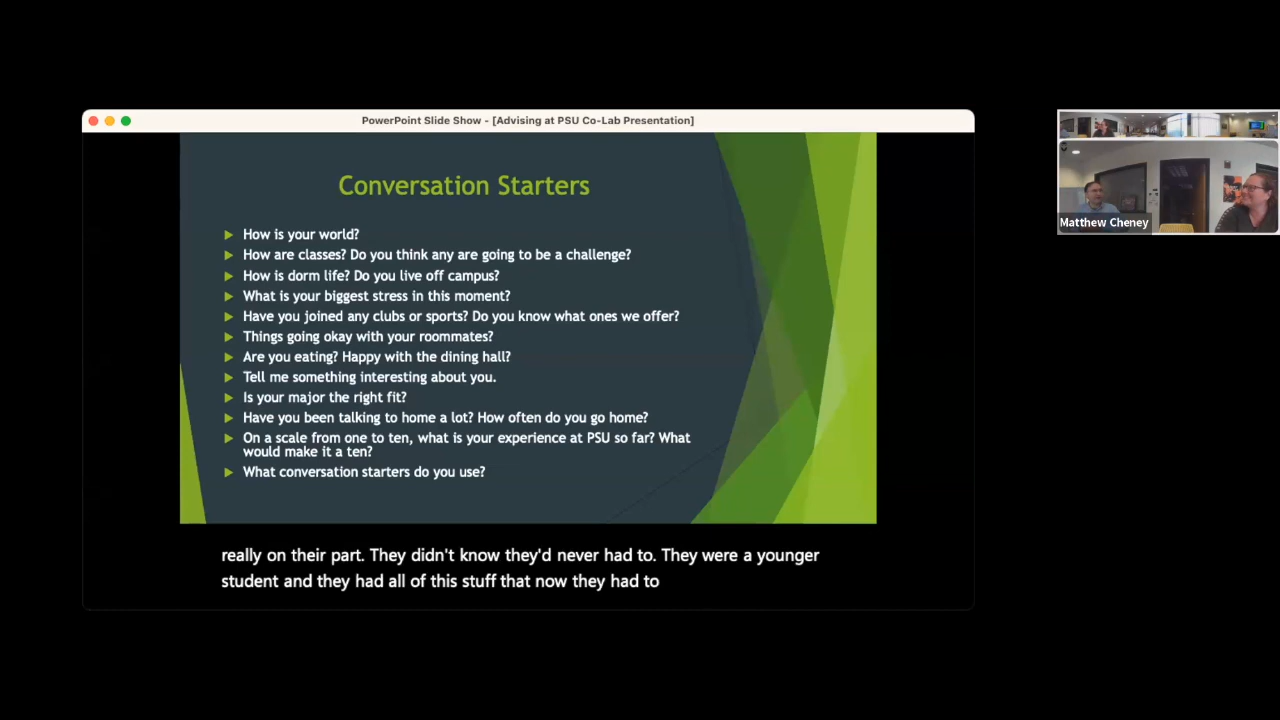 PowerPoint Slide Show - [Advising at PSU Co-Lab Presentation]
Conversation Starters
How is your world?
How are classes? Do you think any are going to be a challenge?
How is dorm life? Do you live off campus?
What is your biggest stress in this moment?
Have you joined any clubs or sports? Do you know what ones we offer?
Things going okay with your roommates?
Are you eating? Happy with the dining hall?
Tell me something interesting about you.
Is your major the right fit?
Have you been talking to home a lot? How often do you go home?
On a scale from one to ten, what is your experience at PSU so far? What
would make it a ten?
What conversation starters do you use?
really on their part. They didn't know they'd never had to. They were a younger
student and they had all of this stuff that now they had to
Matthew Cheney